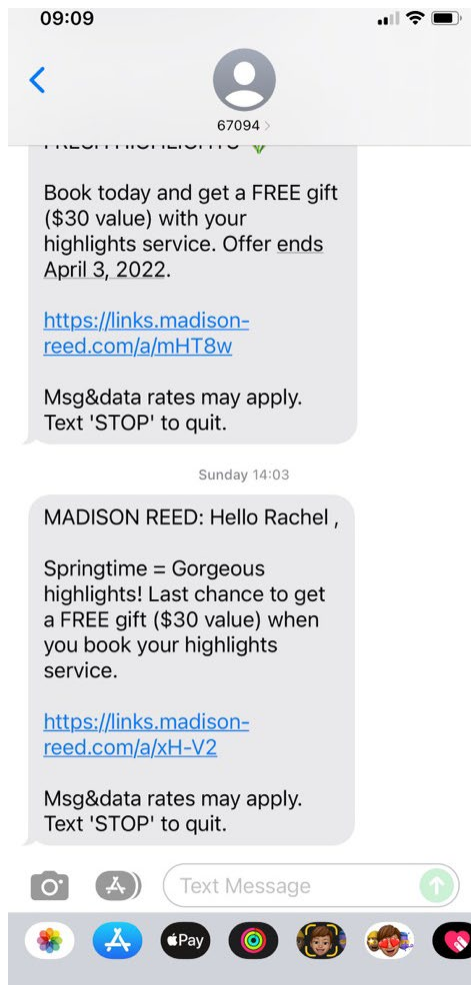 09:09
67094 >
FRESH HIGHLIGHTS
Book today and get a FREE gift
($30 value) with your
highlights service. Offer ends
April 3, 2022.
https://links.madison-
reed.com/a/mHT8w
Msg&data rates may apply.
Text 'STOP' to quit.
Sunday 14:03
MADISON REED: Hello Rachel ,
Springtime = Gorgeous
highlights! Last chance to get
a FREE gift ($30 value) when
you book your highlights
service.
https://links.madison-
reed.com/a/xH-V2
Msg&data rates may apply.
Text 'STOP' to quit.
Text Message
Pay